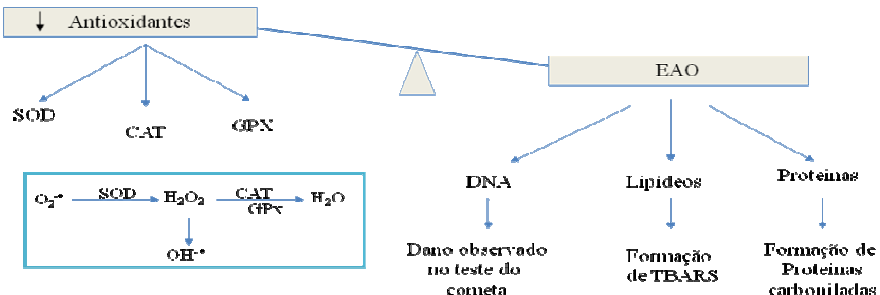 ↓ Antioxidantes
EAO
SOD
CAT
GPX
DNA
Lipídeos
Proteínas
O₂⁻• SOD H₂O₂ CAT H₂O
GPx
OH⁻•
Dano observado
no teste do
cometa
Formação
de TBARS
Formação de
Proteínas
carboniladas